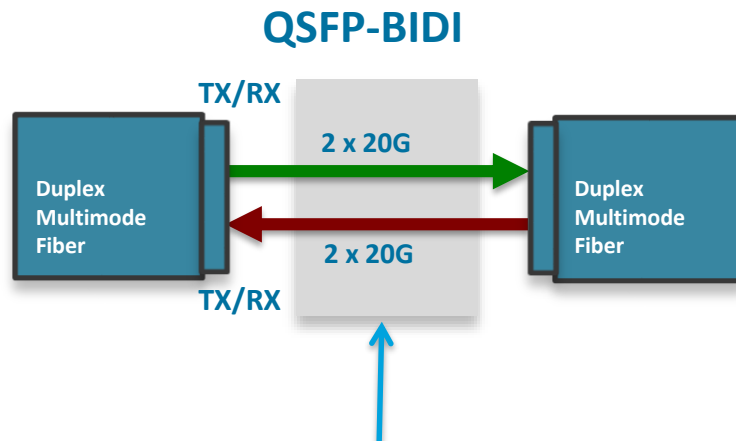 QSFP-BIDI
TX/RX
2 x 20G
Duplex
Multimode
Fiber
Duplex
Multimode
Fiber
2 x 20G
TX/RX